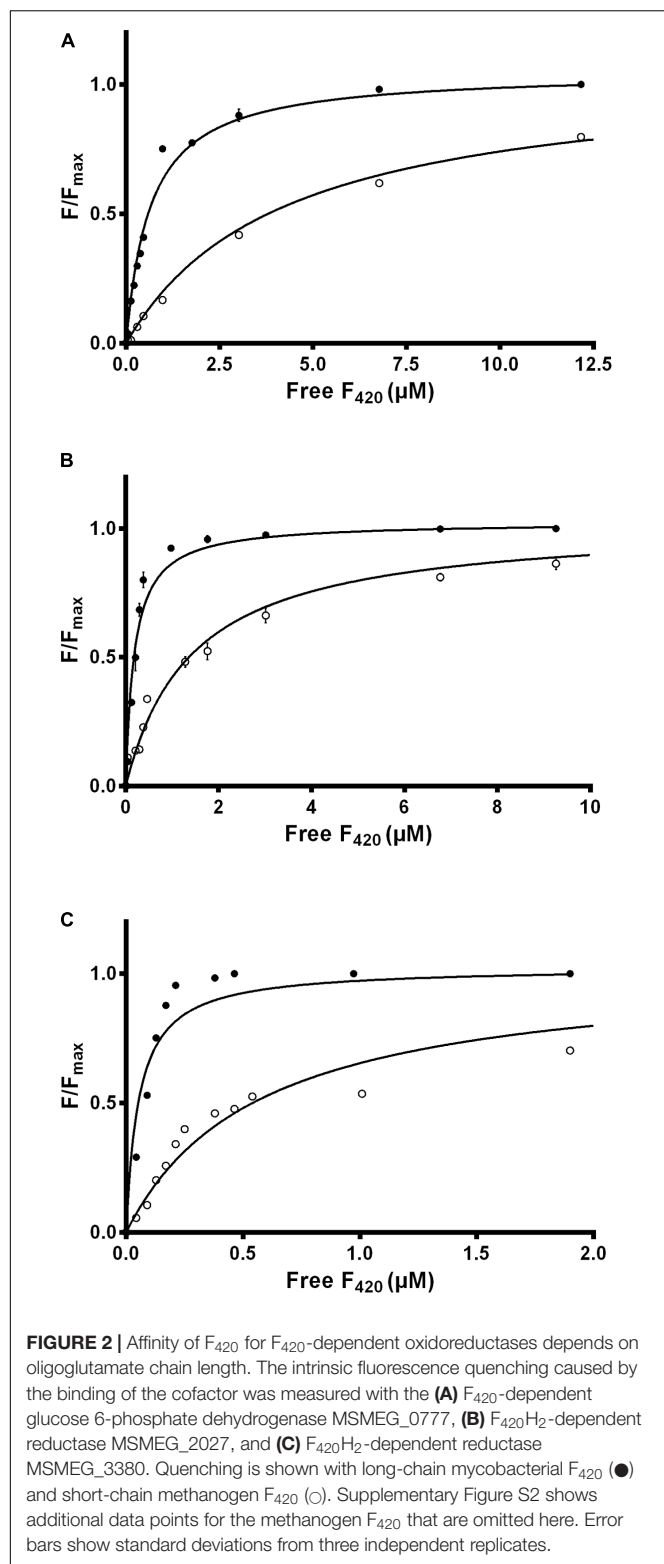 A
F/Fmax
1.0
0.5
0.0
0.0 2.5 5.0 7.5 10.0 12.5
Free F420 (µM)
B
F/Fmax
1.0
0.5
0.0
0 2 4 6 8 10
Free F420 (µM)
C
F/Fmax
1.0
0.5
0.0
0.0 0.5 1.0 1.5 2.0
Free F420 (µM)
FIGURE 2 | Affinity of F420 for F420-dependent oxidoreductases depends on
oligoglutamate chain length. The intrinsic fluorescence quenching caused by
the binding of the cofactor was measured with the (A) F420-dependent
glucose 6-phosphate dehydrogenase MSMEG_0777, (B) F420H2-dependent
reductase MSMEG_2027, and (C) F420H2-dependent reductase
MSMEG_3380. Quenching is shown with long-chain mycobacterial F420 (●)
and short-chain methanogen F420 (○). Supplementary Figure S2 shows
additional data points for the methanogen F420 that are omitted here. Error
bars show standard deviations from three independent replicates.